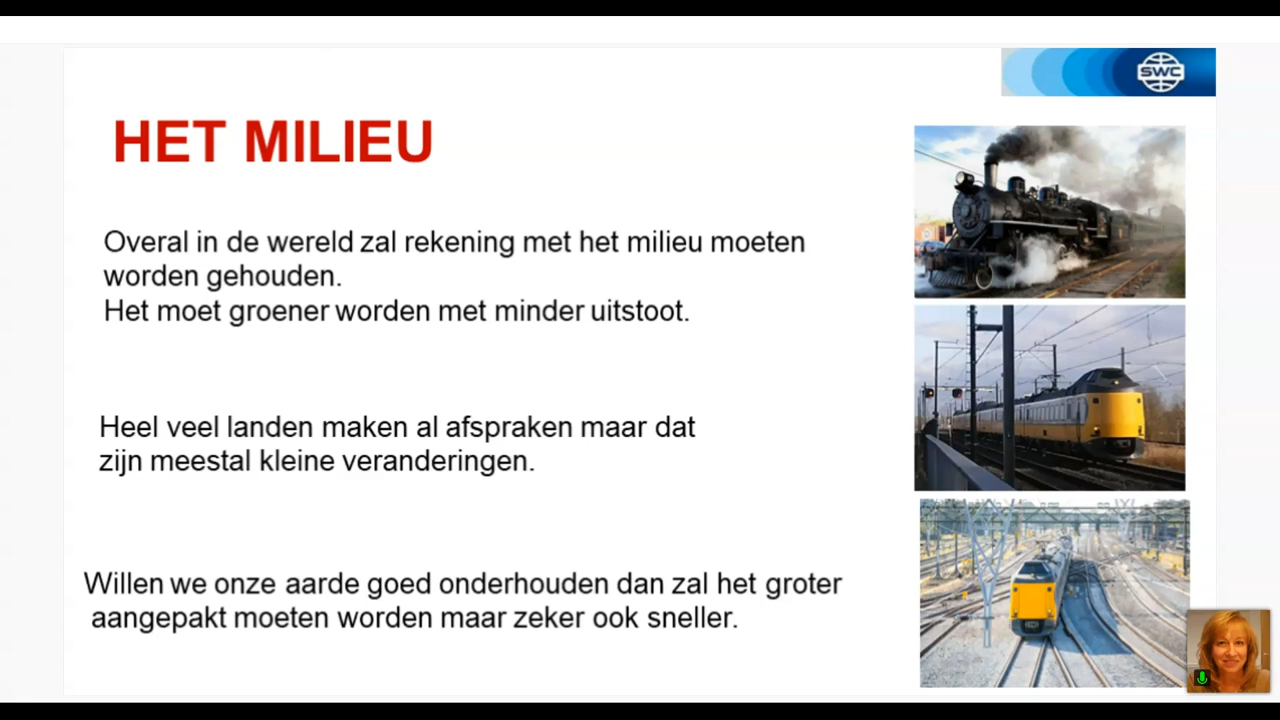 SWC
HET MILIEU
Overal in de wereld zal rekening met het milieu moeten
worden gehouden.
Het moet groener worden met minder uitstoot.
Heel veel landen maken al afspraken maar dat
zijn meestal kleine veranderingen.
Willen we onze aarde goed onderhouden dan zal het groter
aangepakt moeten worden maar zeker ook sneller.